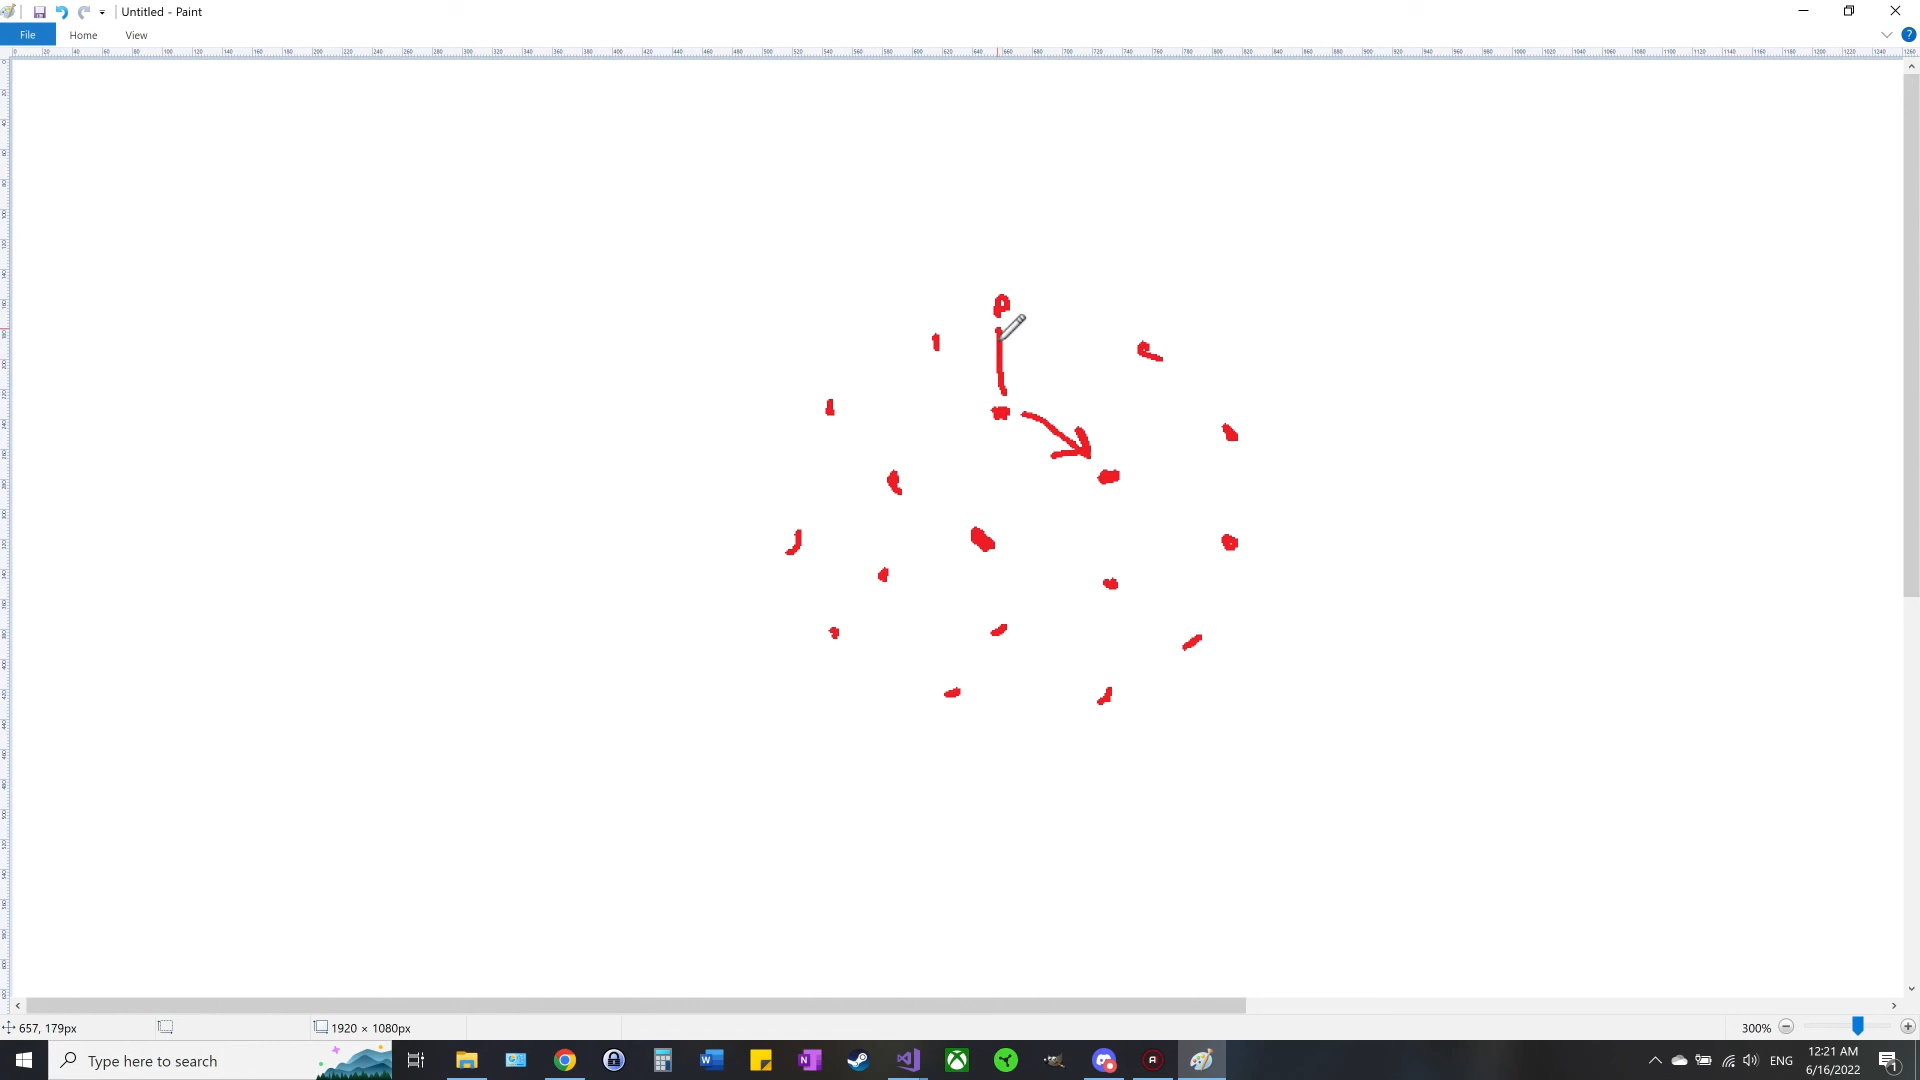 Untitled - Paint
File Home View
657, 179px
1920 × 1080px
300%
Type here to search
ENG
12:21 AM
6/16/2022
1